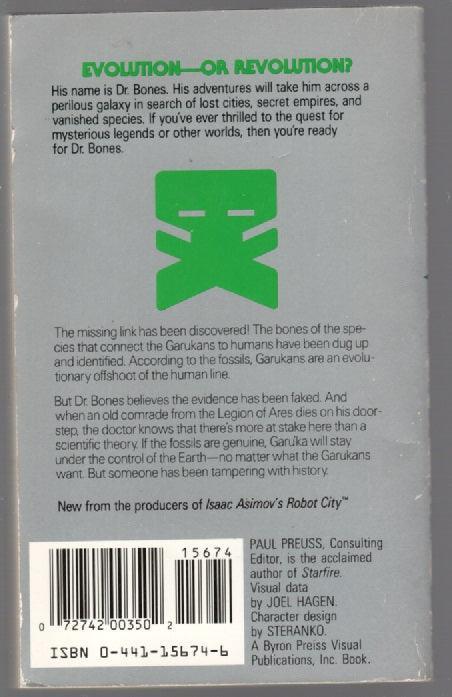 EVOLUTION—OR REVOLUTION?
His name is Dr. Bones. His adventures will take him across a
perilous galaxy in search of lost cities, secret empires, and
vanished species. If you've ever thrilled to the quest for
mysterious legends or other worlds, then you're ready
for Dr. Bones.
The missing link has been discovered! The bones of the spe-
cies that connect the Garukans to humans have been dug up
and identified. According to the fossils, Garukans are an evolu-
tionary offshoot of the human line.
But Dr. Bones believes the evidence has been faked. And
when an old comrade from the Legion of Ares dies on his door-
step, the doctor knows that there's more at stake here than a
scientific theory. If the fossils are genuine, Garuka will stay
under the control of the Earth—no matter what the Garukans
want. But someone has been tampering with history.
New from the producers of Isaac Asimov's Robot City™
15674
0 72742 00350 2
ISBN 0-441-15674-6
PAUL PREUSS, Consulting
Editor, is the acclaimed
author of Starfire.
Visual data
by JOEL HAGEN.
Character design
by STERANKO.
A Byron Preiss Visual
Publications, Inc. Book.